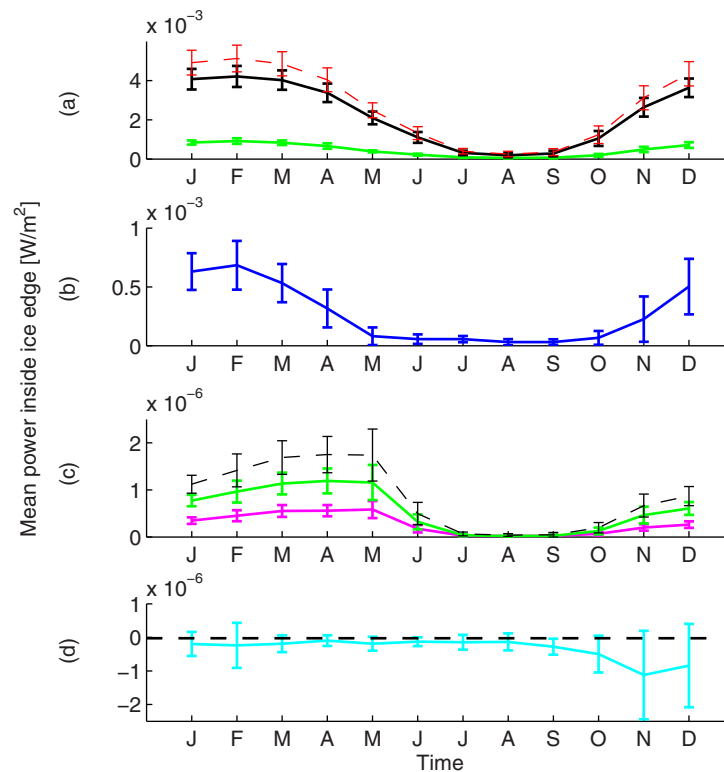 Mean power inside ice edge [W/m²]
(a)
x 10⁻³
4
2
0
J F M A M J J A S O N D
(b)
x 10⁻³
1
0.5
0
J F M A M J J A S O N D
(c)
x 10⁻⁶
2
1
0
J F M A M J J A S O N D
(d)
x 10⁻⁶
1
0
−1
−2
J F M A M J J A S O N D
Time